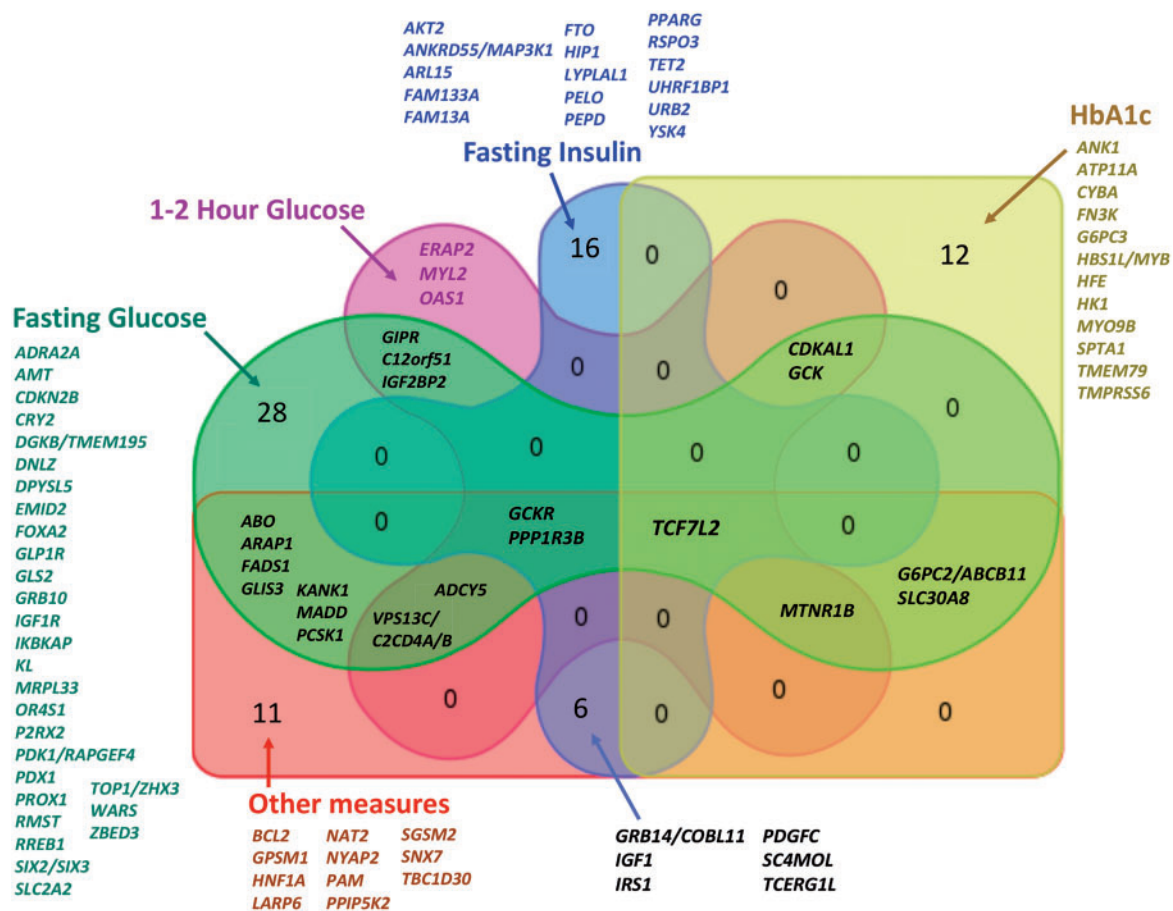 AKT2
ANKRD55/MAP3K1
ARL15
FAM133A
FAM13A
FTO
HIP1
LYPLAL1
PELO
PEPD
PPARG
RSPO3
TET2
UHRF1BP1
URB2
YSK4
Fasting Insulin
HbA1c
ANK1
ATP11A
CYBA
FN3K
G6PC3
HBS1L/MYB
HFE
HK1
MYO9B
SPTA1
TMEM79
TMPRSS6
1-2 Hour Glucose
ERAP2
MYL2
OAS1
16
0
0
12
Fasting Glucose
ADRA2A
AMT
CDKN2B
CRY2
DGKB/TMEM195
DNLZ
DPYSL5
EMID2
FOXA2
GLP1R
GLS2
GRB10
IGF1R
IKBKAP
KL
MRPL33
OR4S1
P2RX2
PDK1/RAPGEF4
PDX1
PROX1
RMST
RREB1
SIX2/SIX3
SLC2A2
TOP1/ZHX3
WARS
ZBED3
GIPR
C12orf51
IGF2BP2
0
0
CDKAL1
GCK
28
0
0
0
0
0
0
GCKR
PPP1R3B
TCF7L2
0
ABO
ARAP1
FADS1
GLIS3
KANK1
MADD
PCSK1
ADCY5
VPS13C/
C2CD4A/B
0
0
MTNR1B
G6PC2/ABCB11
SLC30A8
11
0
6
0
0
0
Other measures
BCL2
GPSM1
HNF1A
LARP6
NAT2
NYAP2
PAM
PPIP5K2
SGSM2
SNX7
TBC1D30
GRB14/COBL11
IGF1
IRS1
PDGFC
SC4MOL
TCERG1L